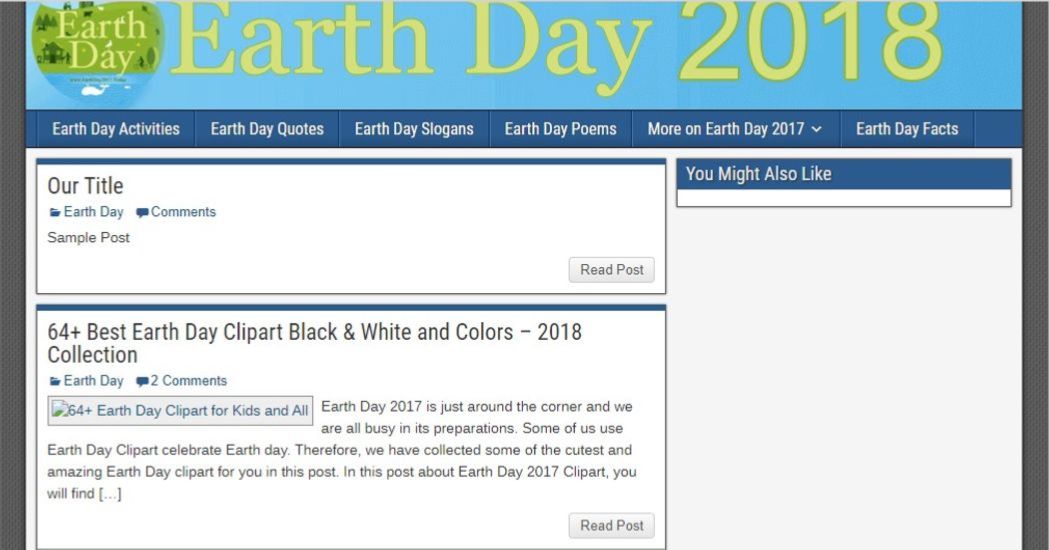 Earth
Day
Earth Day 2018
Earth Day Activities
Earth Day Quotes
Earth Day Slogans
Earth Day Poems
More on Earth Day 2017
Earth Day Facts
Our Title
Earth Day Comments
Sample Post
Read Post
64+ Best Earth Day Clipart Black & White and Colors – 2018
Collection
Earth Day 2 Comments
64+ Earth Day Clipart for Kids and All
Earth Day 2017 is just around the corner and we
are all busy in its preparations. Some of us use
Earth Day Clipart celebrate Earth day. Therefore, we have collected some of the cutest and
amazing Earth Day clipart for you in this post. In this post about Earth Day 2017 Clipart, you
will find […]
Read Post
You Might Also Like